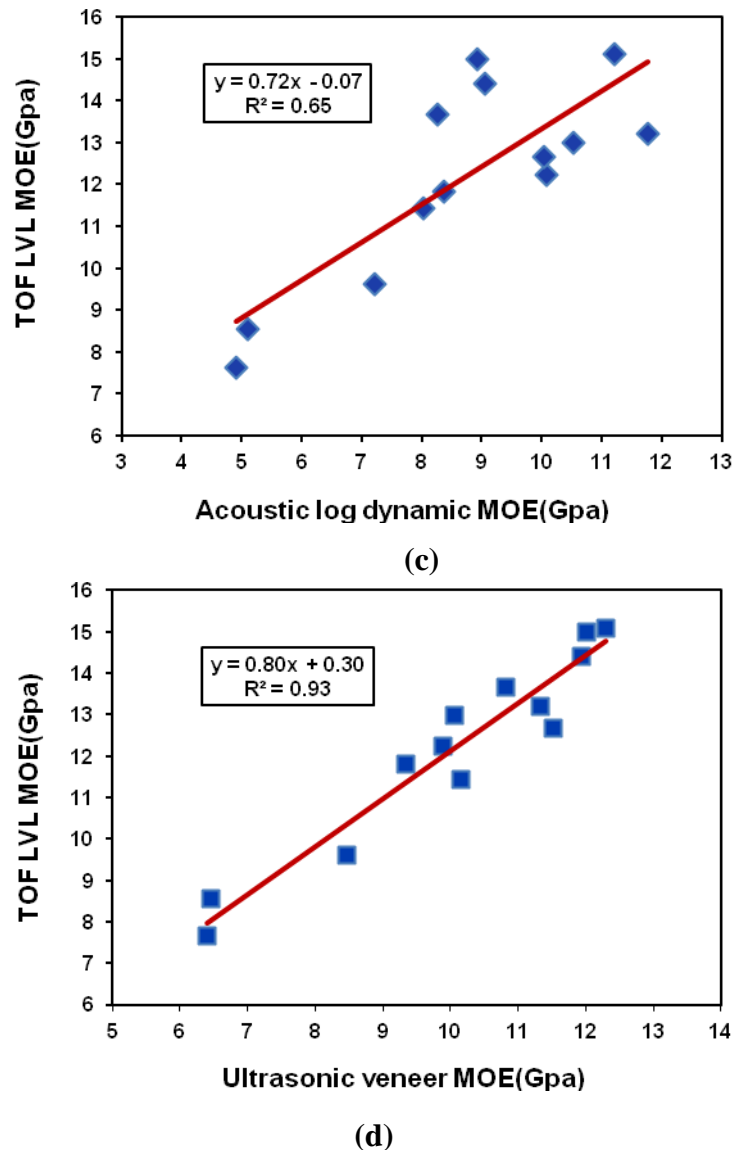 16
15
14
13
12
11
10
9
8
7
6
TOF LVL MOE(Gpa)
y = 0.72x - 0.07
R² = 0.65
3 4 5 6 7 8 9 10 11 12 13
Acoustic log dynamic MOE(Gpa)
(c)
16
15
14
13
12
11
10
9
8
7
6
TOF LVL MOE(Gpa)
y = 0.80x + 0.30
R² = 0.93
5 6 7 8 9 10 11 12 13 14
Ultrasonic veneer MOE(Gpa)
(d)